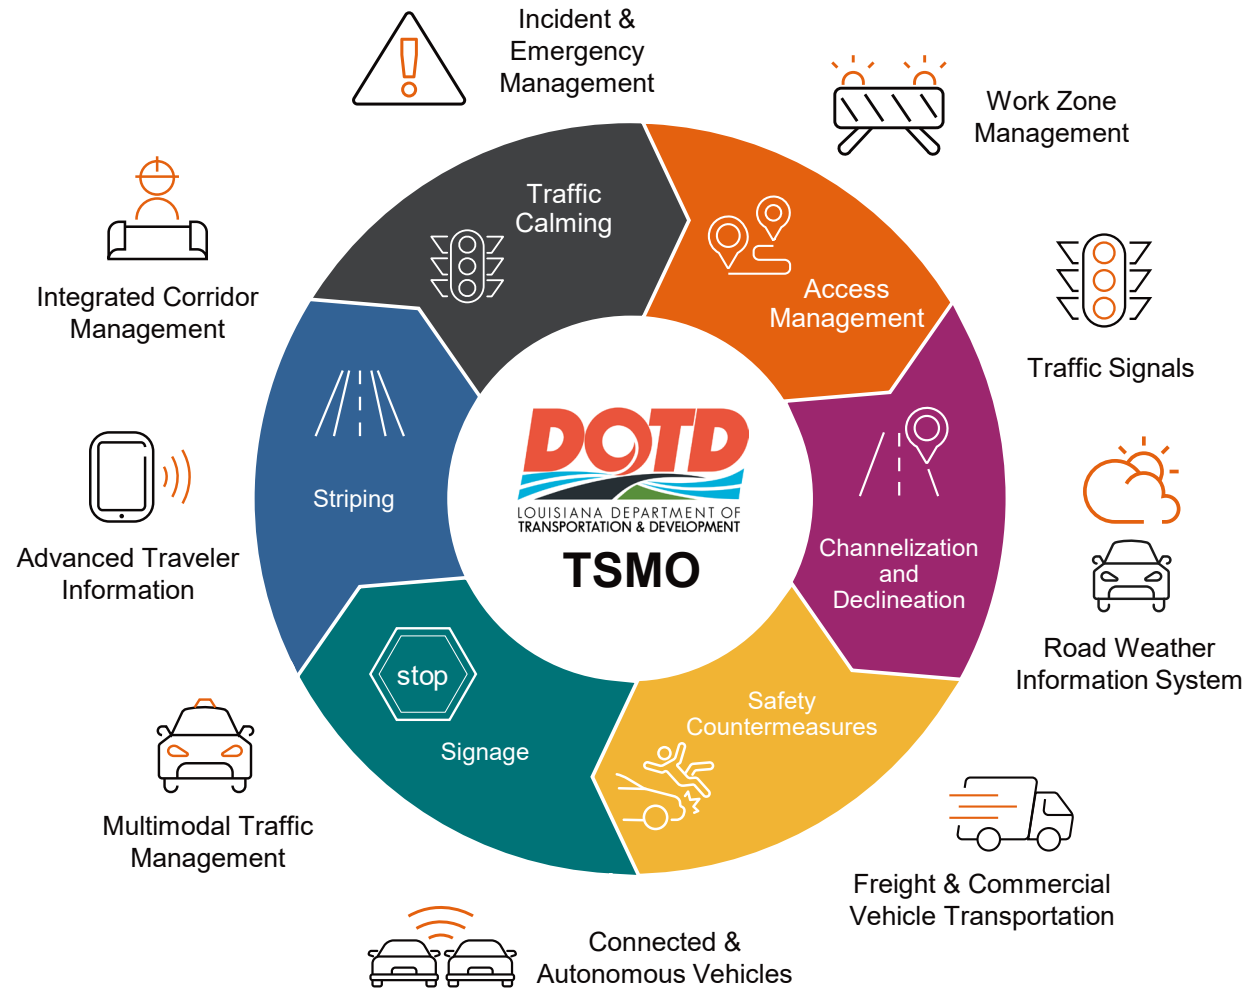 Incident &
Emergency
Management
Work Zone
Management
Traffic
Calming
Access
Management
Integrated Corridor
Management
Traffic Signals
DOTD
LOUISIANA DEPARTMENT OF
TRANSPORTATION & DEVELOPMENT
TSMO
Striping
Channelization
and
Declineation
Advanced Traveler
Information
Road Weather
Information System
stop
Signage
Safety
Countermeasures
Multimodal Traffic
Management
Freight & Commercial
Vehicle Transportation
Connected &
Autonomous Vehicles